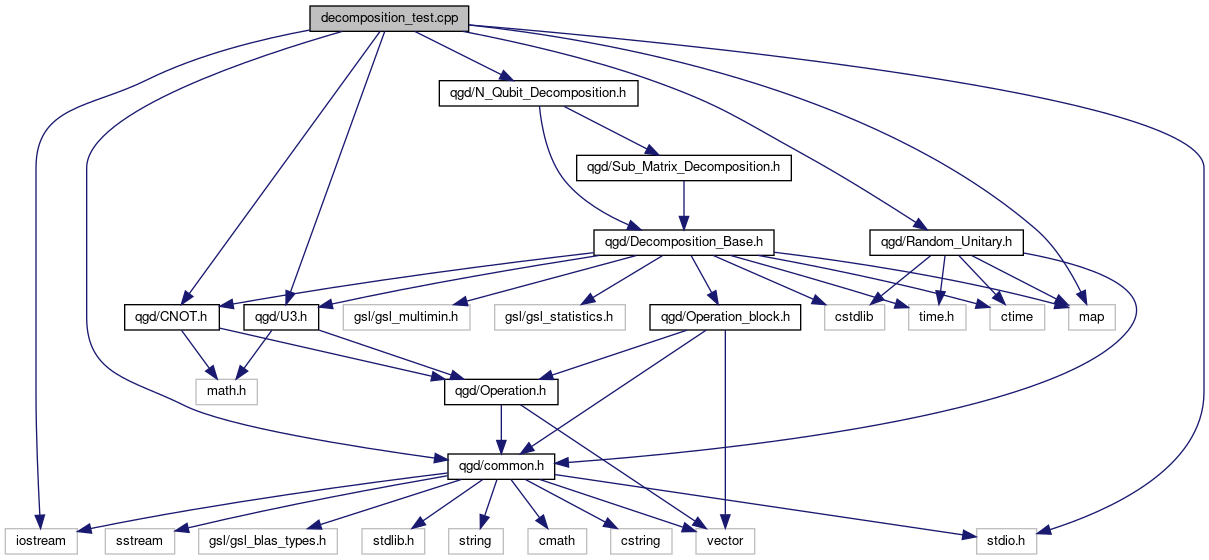 decomposition_test.cpp
qgd/N_Qubit_Decomposition.h
qgd/Sub_Matrix_Decomposition.h
qgd/Decomposition_Base.h
qgd/Random_Unitary.h
qgd/CNOT.h
qgd/U3.h
gsl/gsl_multimin.h
gsl/gsl_statistics.h
qgd/Operation_block.h
cstdlib
time.h
ctime
map
math.h
qgd/Operation.h
qgd/common.h
iostream
sstream
gsl/gsl_blas_types.h
stdlib.h
string
cmath
cstring
vector
stdio.h